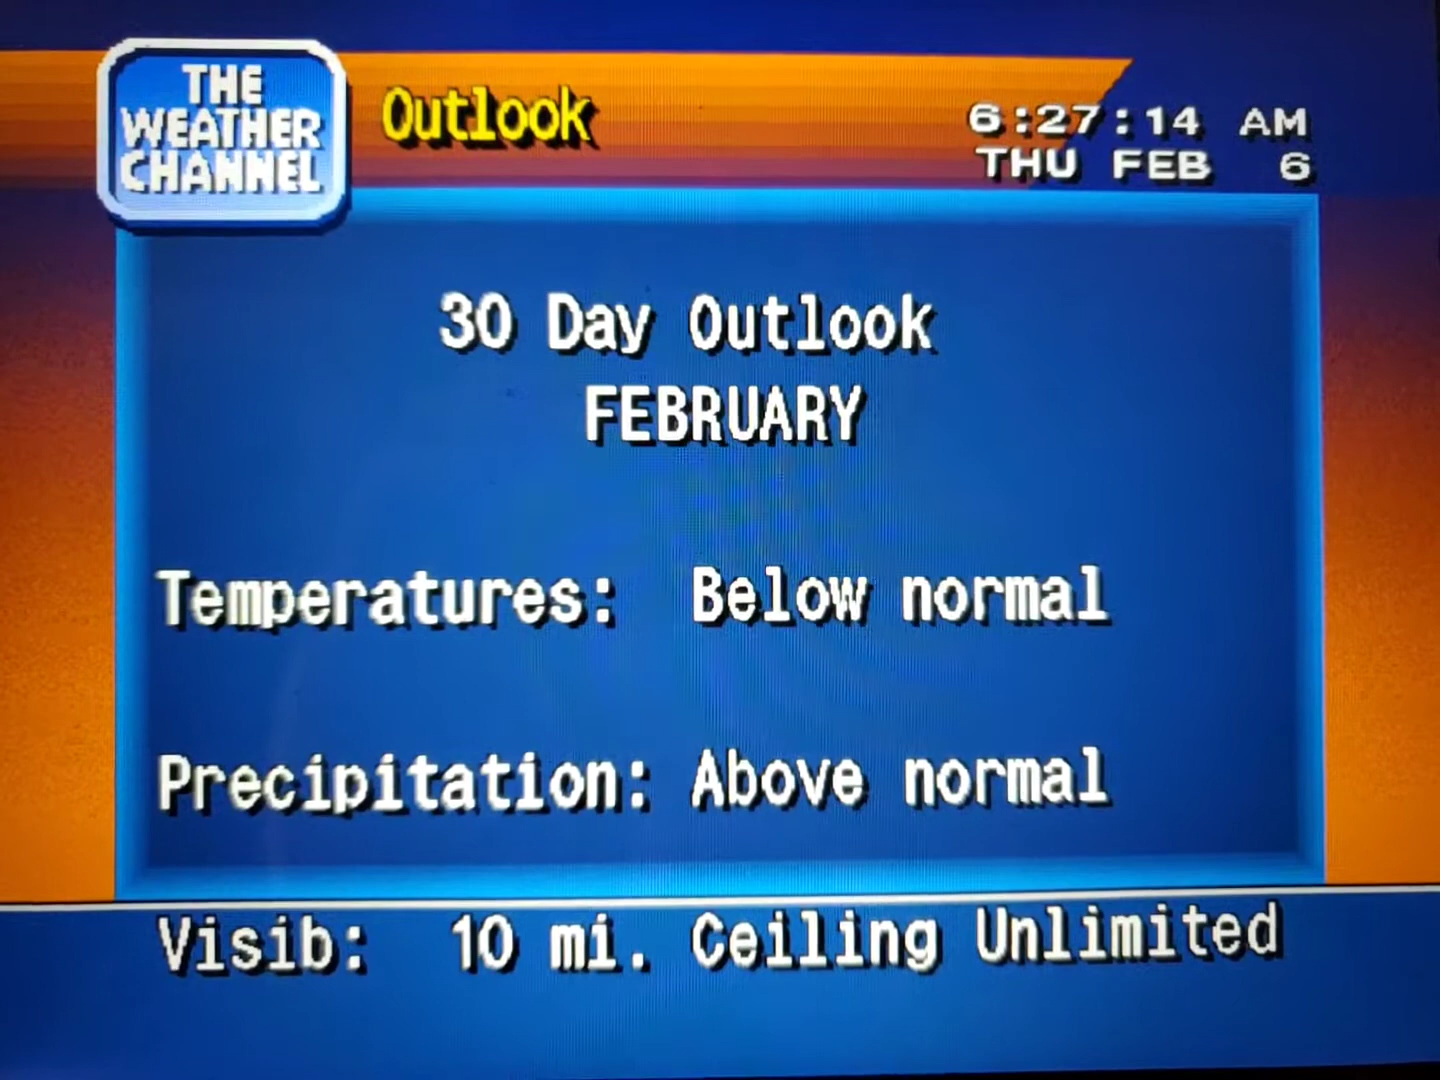 THE
WEATHER
CHANNEL
Outlook
6:27:14 AM
THU FEB 6
30 Day Outlook
FEBRUARY
Temperatures: Below normal
Precipitation: Above normal
Visib: 10 mi. Ceiling Unlimited